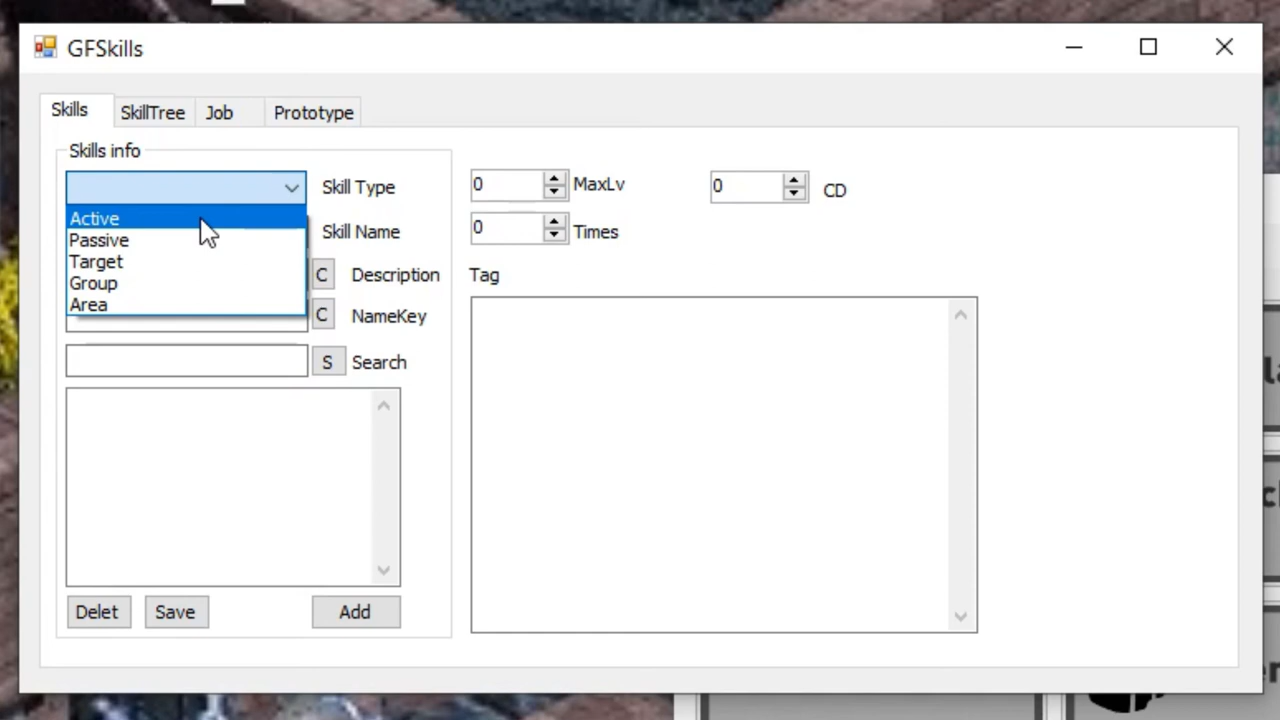 GFSkills
Skills SkillTree Job Prototype
Skills info
Skill Type
Active
Passive
Target
Group
Area
Skill Name
C Description
C NameKey
S Search
Delet Save Add
0 MaxLv 0 CD
0 Times
Tag